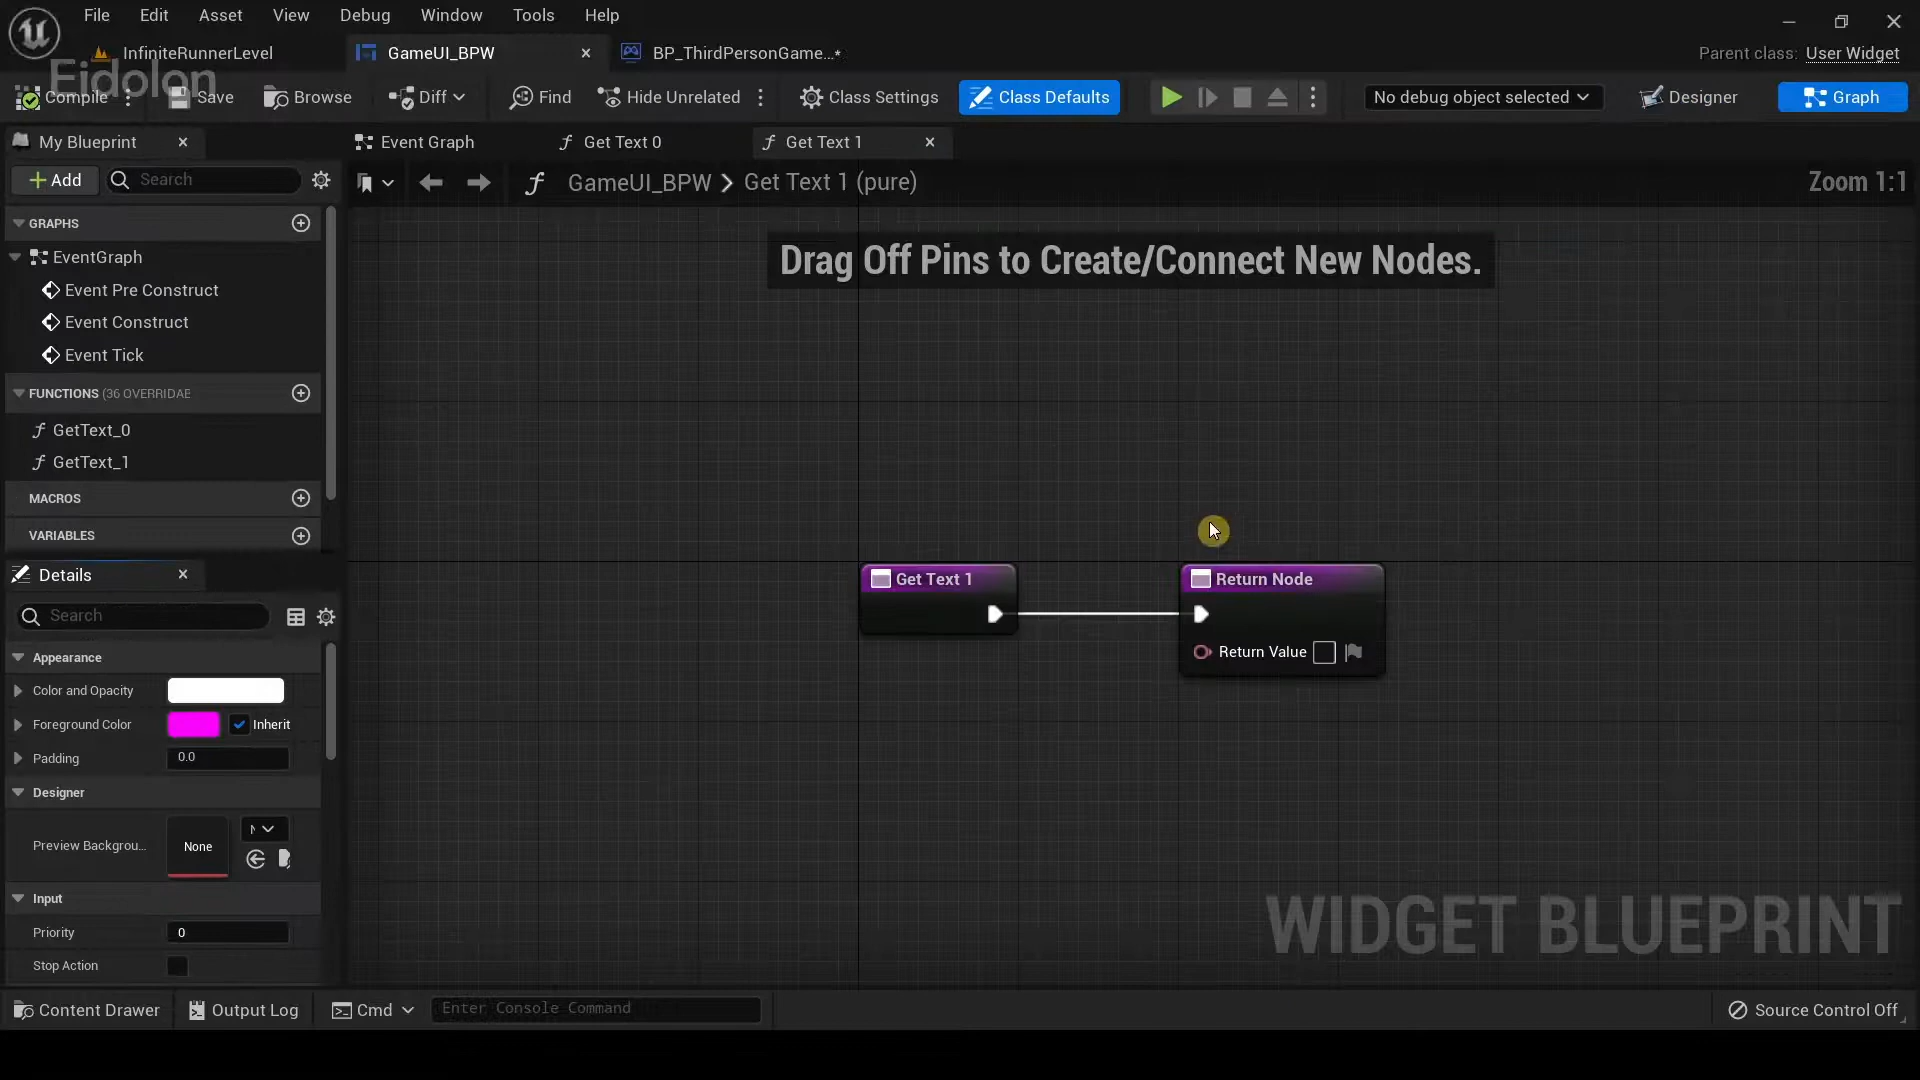 File Edit Asset View Debug Window Tools Help
InfiniteRunnerLevel GameUI_BPW BP_ThirdPersonGame...* Parent class: User Widget
Eidolon
Compile Save Browse Diff Find Hide Unrelated Class Settings Class Defaults No debug object selected Designer Graph
My Blueprint Event Graph Get Text 0 Get Text 1
Add Search GameUI_BPW > Get Text 1 (pure) Zoom 1:1
GRAPHS
Drag Off Pins to Create/Connect New Nodes.
EventGraph
Event Pre Construct
Event Construct
Event Tick
FUNCTIONS (36 OVERRIDAE
GetText_0
GetText_1
MACROS
VARIABLES
Details
Get Text 1 Return Node
Search
Return Value
Appearance
Color and Opacity
Foreground Color Inherit
Padding 0.0
Designer
Preview Backgrou... None
Input
Priority 0
Stop Action
WIDGET BLUEPRINT
Content Drawer Output Log Cmd Enter Console Command Source Control Off